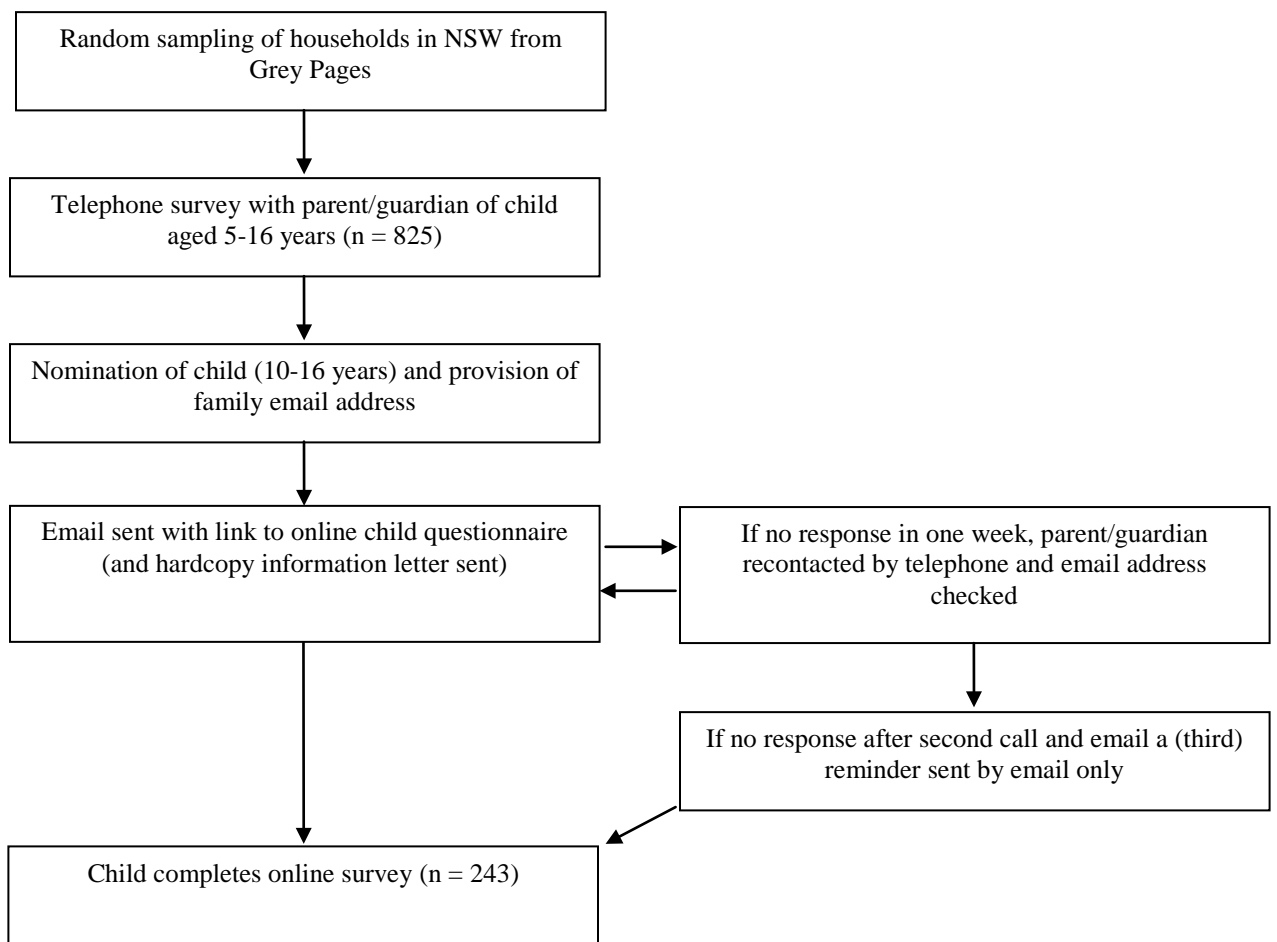 Random sampling of households in NSW from
Grey Pages
Telephone survey with parent/guardian of child
aged 5-16 years (n = 825)
Nomination of child (10-16 years) and provision of
family email address
Email sent with link to online child questionnaire
(and hardcopy information letter sent)
If no response in one week, parent/guardian
recontacted by telephone and email address
checked
If no response after second call and email a (third)
reminder sent by email only
Child completes online survey (n = 243)